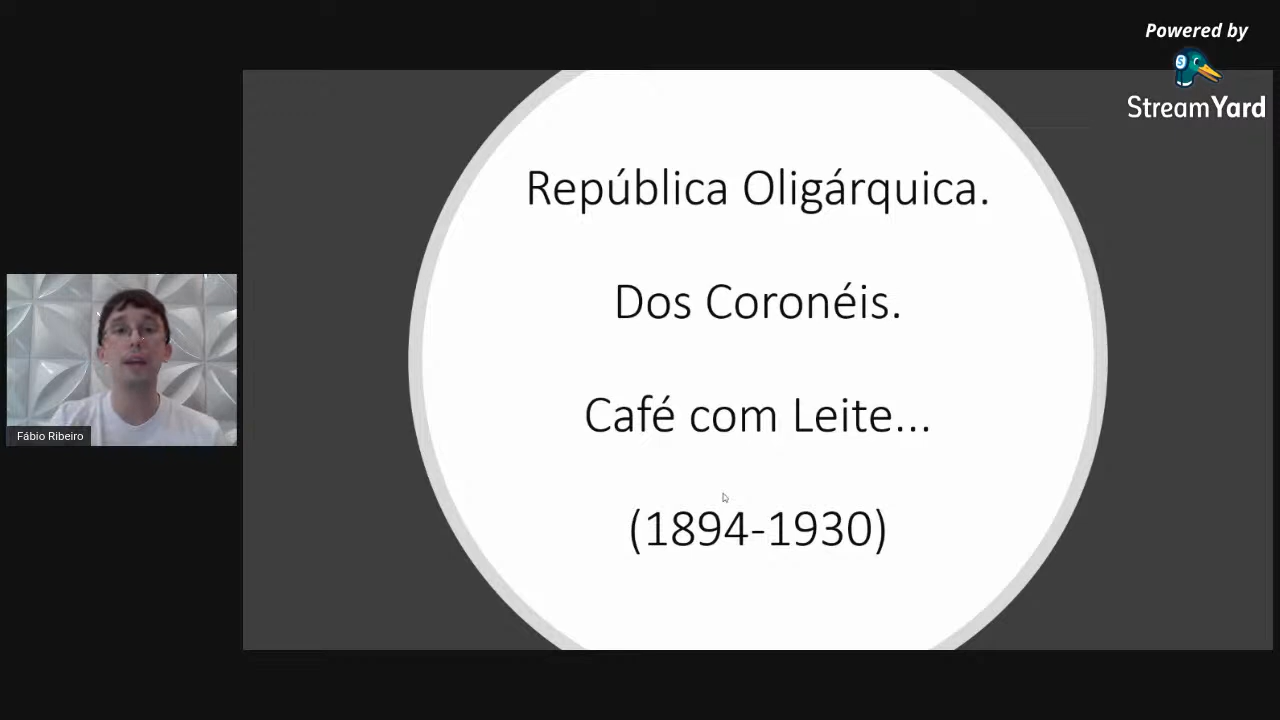 Powered by
StreamYard
República Oligárquica.
Dos Coronéis.
Café com Leite...
(1894-1930)
Fábio Ribeiro